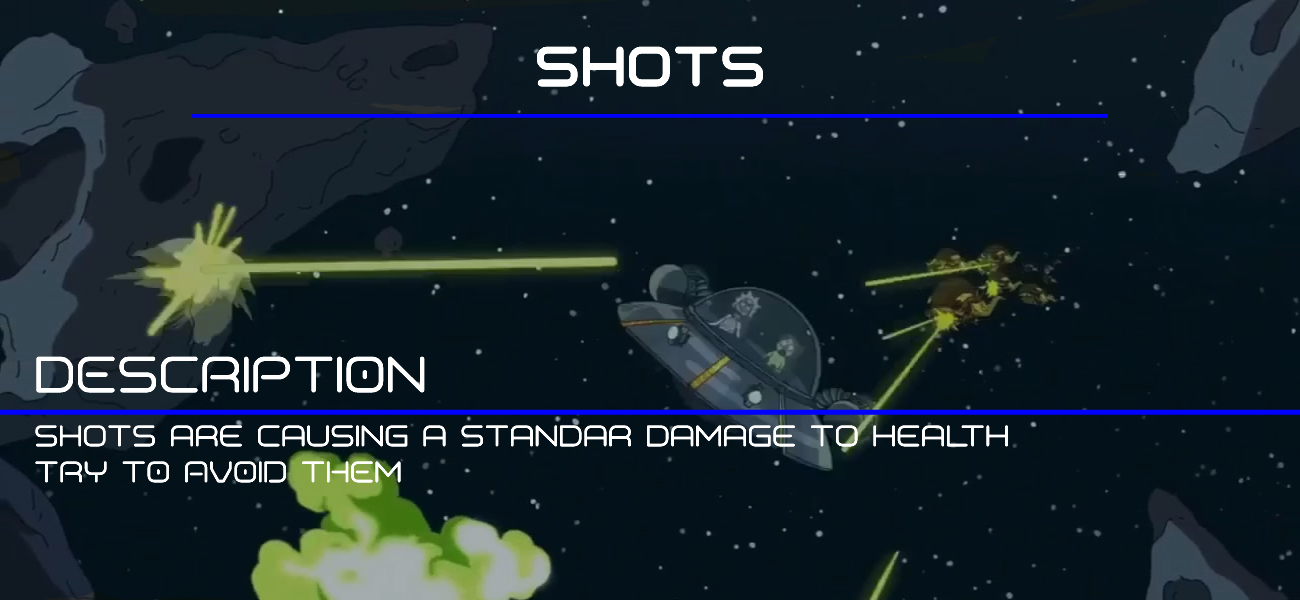 SHOTS
DESCRIPTION
SHOTS ARE CAUSING A STANDAR DAMAGE TO HEALTH
TRY TO AVOID THEM